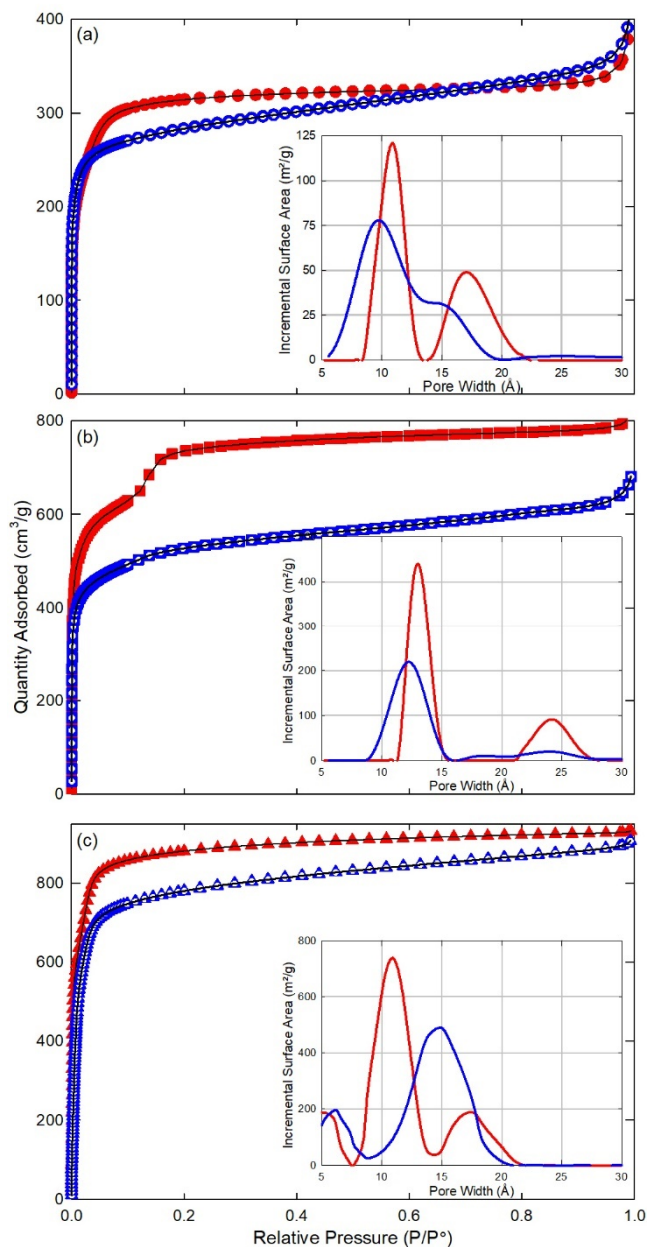 (a)
400
300
200
100
0
Incremental Surface Area (m²/g)
125
100
75
50
25
0
5 10 15 20 25 30
Pore Width (Å)
(b)
Quantity Adsorbed (cm³/g)
800
600
400
200
0
Incremental Surface Area (m²/g)
400
300
200
100
0
5 10 15 20 25 30
Pore Width (Å)
(c)
800
600
400
200
0
Incremental Surface Area (m²/g)
800
600
400
200
0
5 10 15 20 25 30
Pore Width (Å)
0.0 0.2 0.4 0.6 0.8 1.0
Relative Pressure (P/P°)